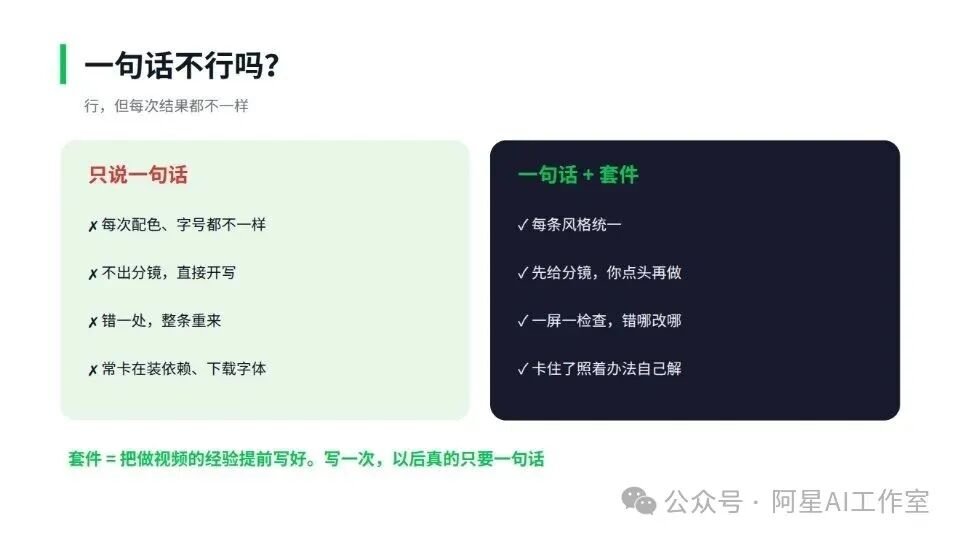 一句话不行吗？
行，但每次结果都不一样
只说一句话
✗ 每次配色、字号都不一样
✗ 不出分镜，直接开写
✗ 错一处，整条重来
✗ 常卡在装依赖、下载字体
一句话 + 套件
✓ 每条风格统一
✓ 先给分镜，你点头再做
✓ 一屏一检查，错哪改哪
✓ 卡住了照着办法自己解
套件 = 把做视频的经验提前写好。写一次，以后真的只要一句话
公众号 · 阿星AI工作室